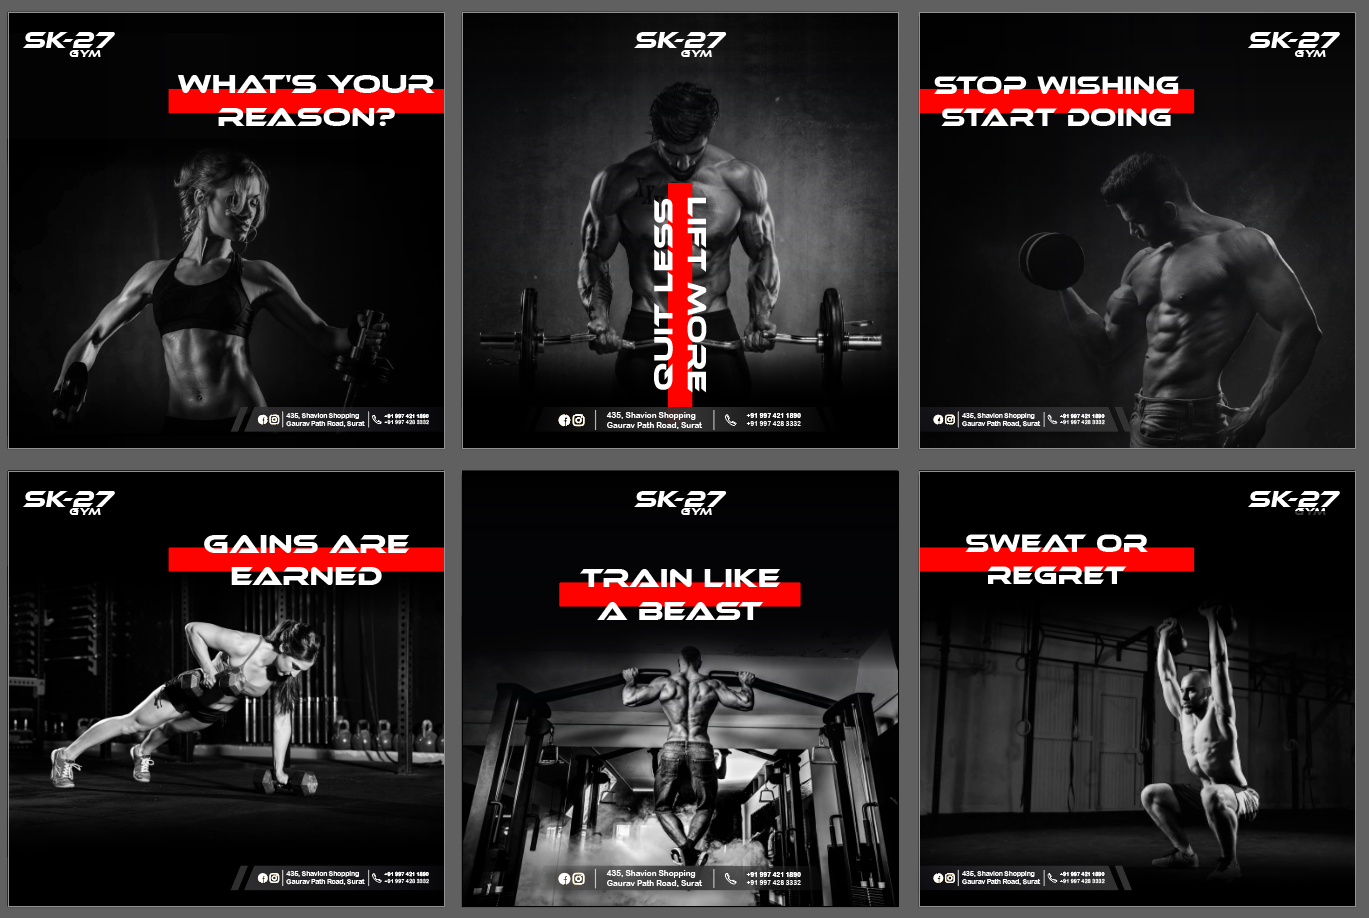 SK-27
GYM
WHAT'S YOUR
REASON?
435, Shavion Shopping
Gaurav Path Road, Surat
+91 997 421 1890
+91 997 428 3332
SK-27
GYM
QUIT LESS
LIFT MORE
435, Shavion Shopping
Gaurav Path Road, Surat
+91 997 421 1890
+91 997 428 3332
SK-27
GYM
STOP WISHING
START DOING
435, Shavion Shopping
Gaurav Path Road, Surat
+91 997 421 1890
+91 997 428 3332
SK-27
GYM
GAINS ARE
EARNED
435, Shavion Shopping
Gaurav Path Road, Surat
+91 997 421 1890
+91 997 428 3332
SK-27
GYM
TRAIN LIKE
A BEAST
435, Shavion Shopping
Gaurav Path Road, Surat
+91 997 421 1890
+91 997 428 3332
SK-27
GYM
SWEAT OR
REGRET
435, Shavion Shopping
Gaurav Path Road, Surat
+91 997 421 1890
+91 997 428 3332